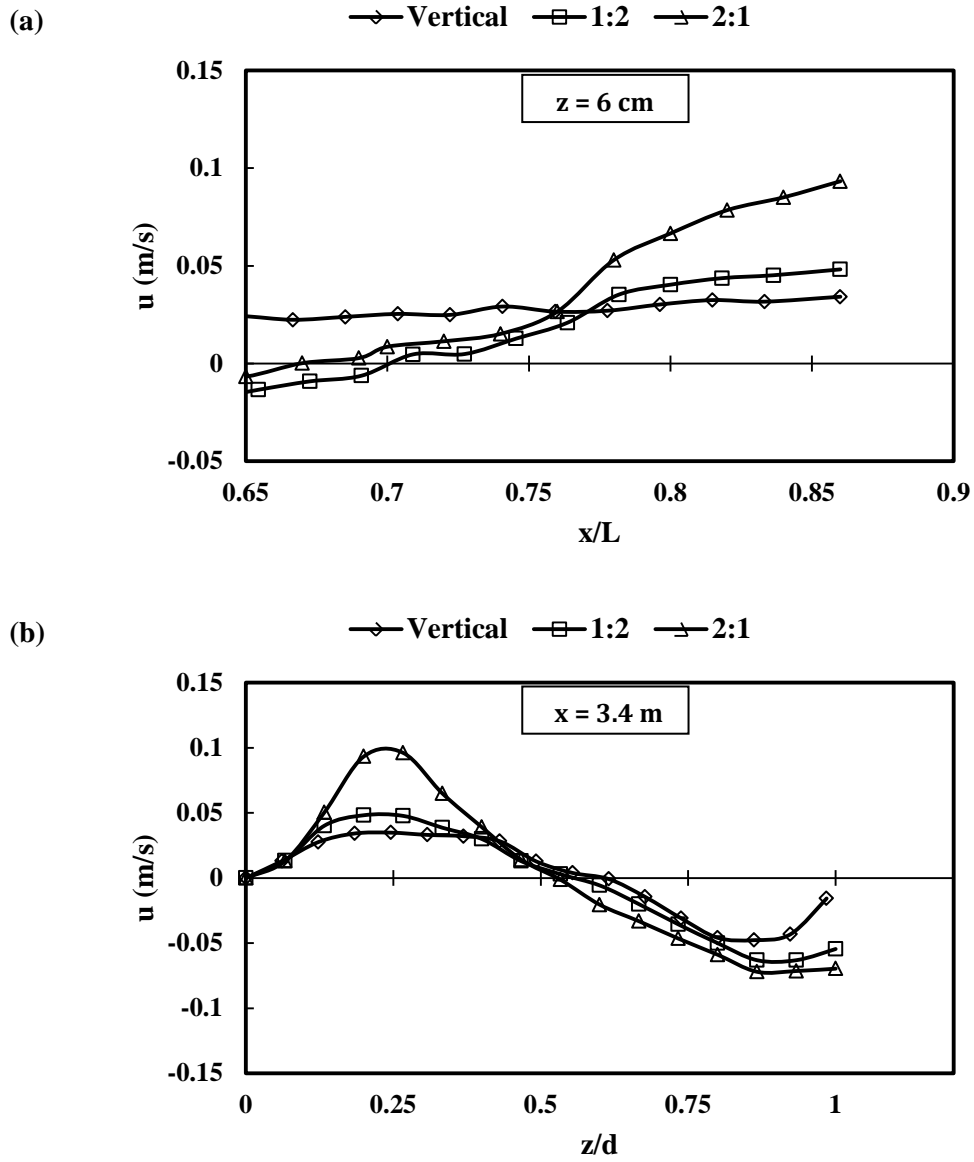 (a)
Vertical 1:2 2:1
0.15
z = 6 cm
0.1
0.05
0
-0.05
u (m/s)
0.65 0.7 0.75 0.8 0.85 0.9
x/L
(b)
Vertical 1:2 2:1
0.15
x = 3.4 m
0.1
0.05
0
-0.05
-0.1
-0.15
u (m/s)
0 0.25 0.5 0.75 1
z/d